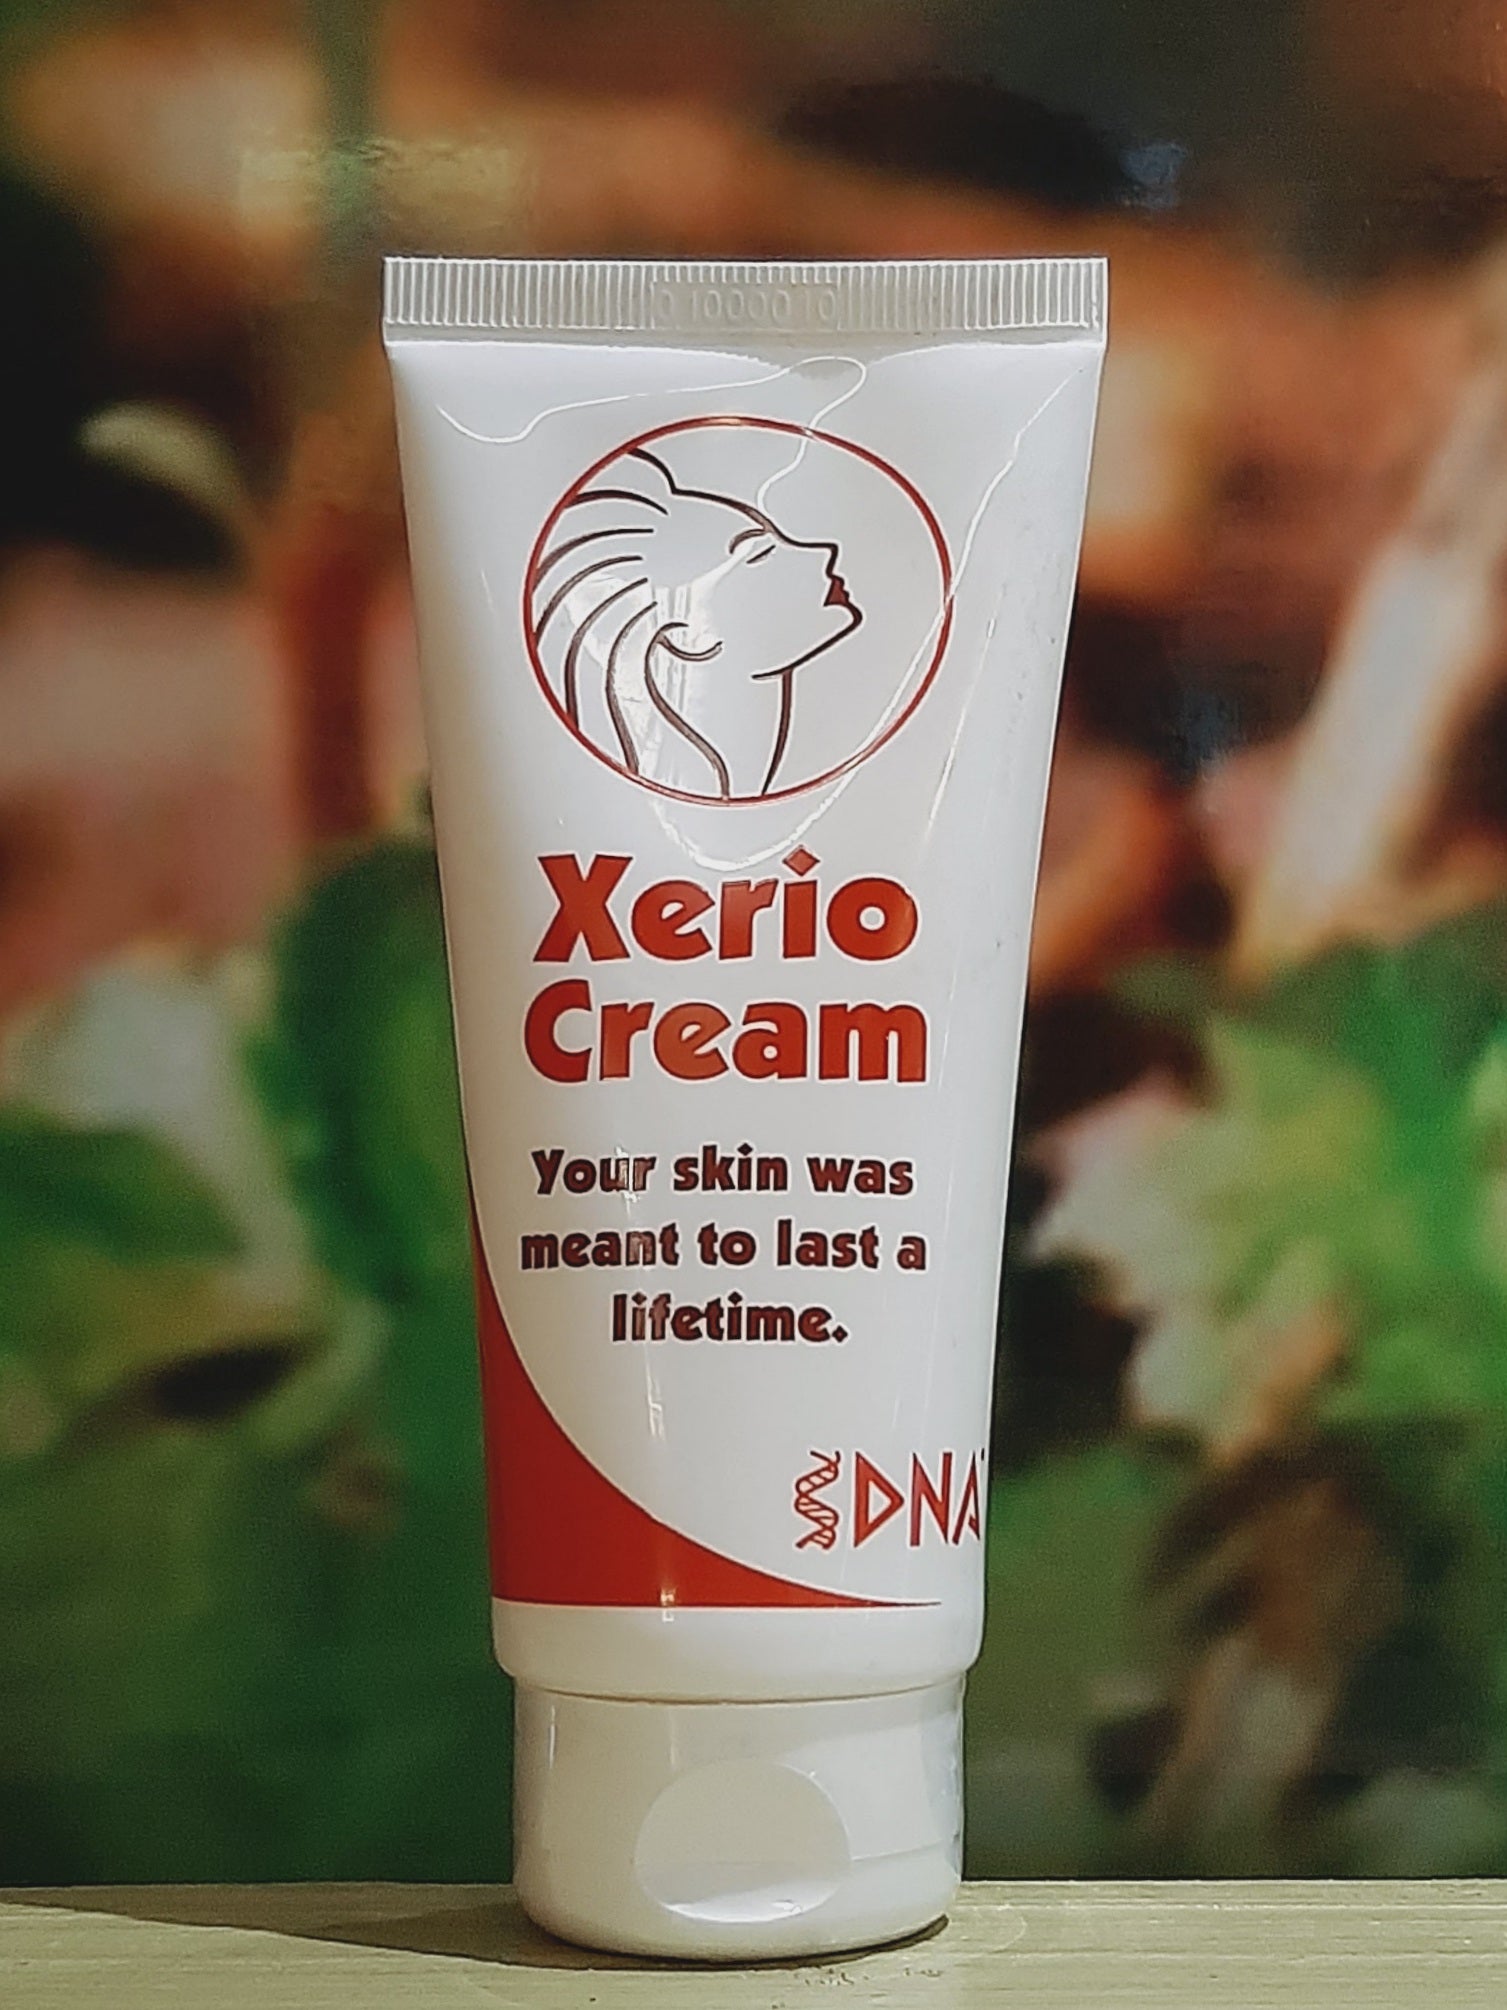 Xerio
Cream
Your skin was
meant to last a
lifetime.
DNA